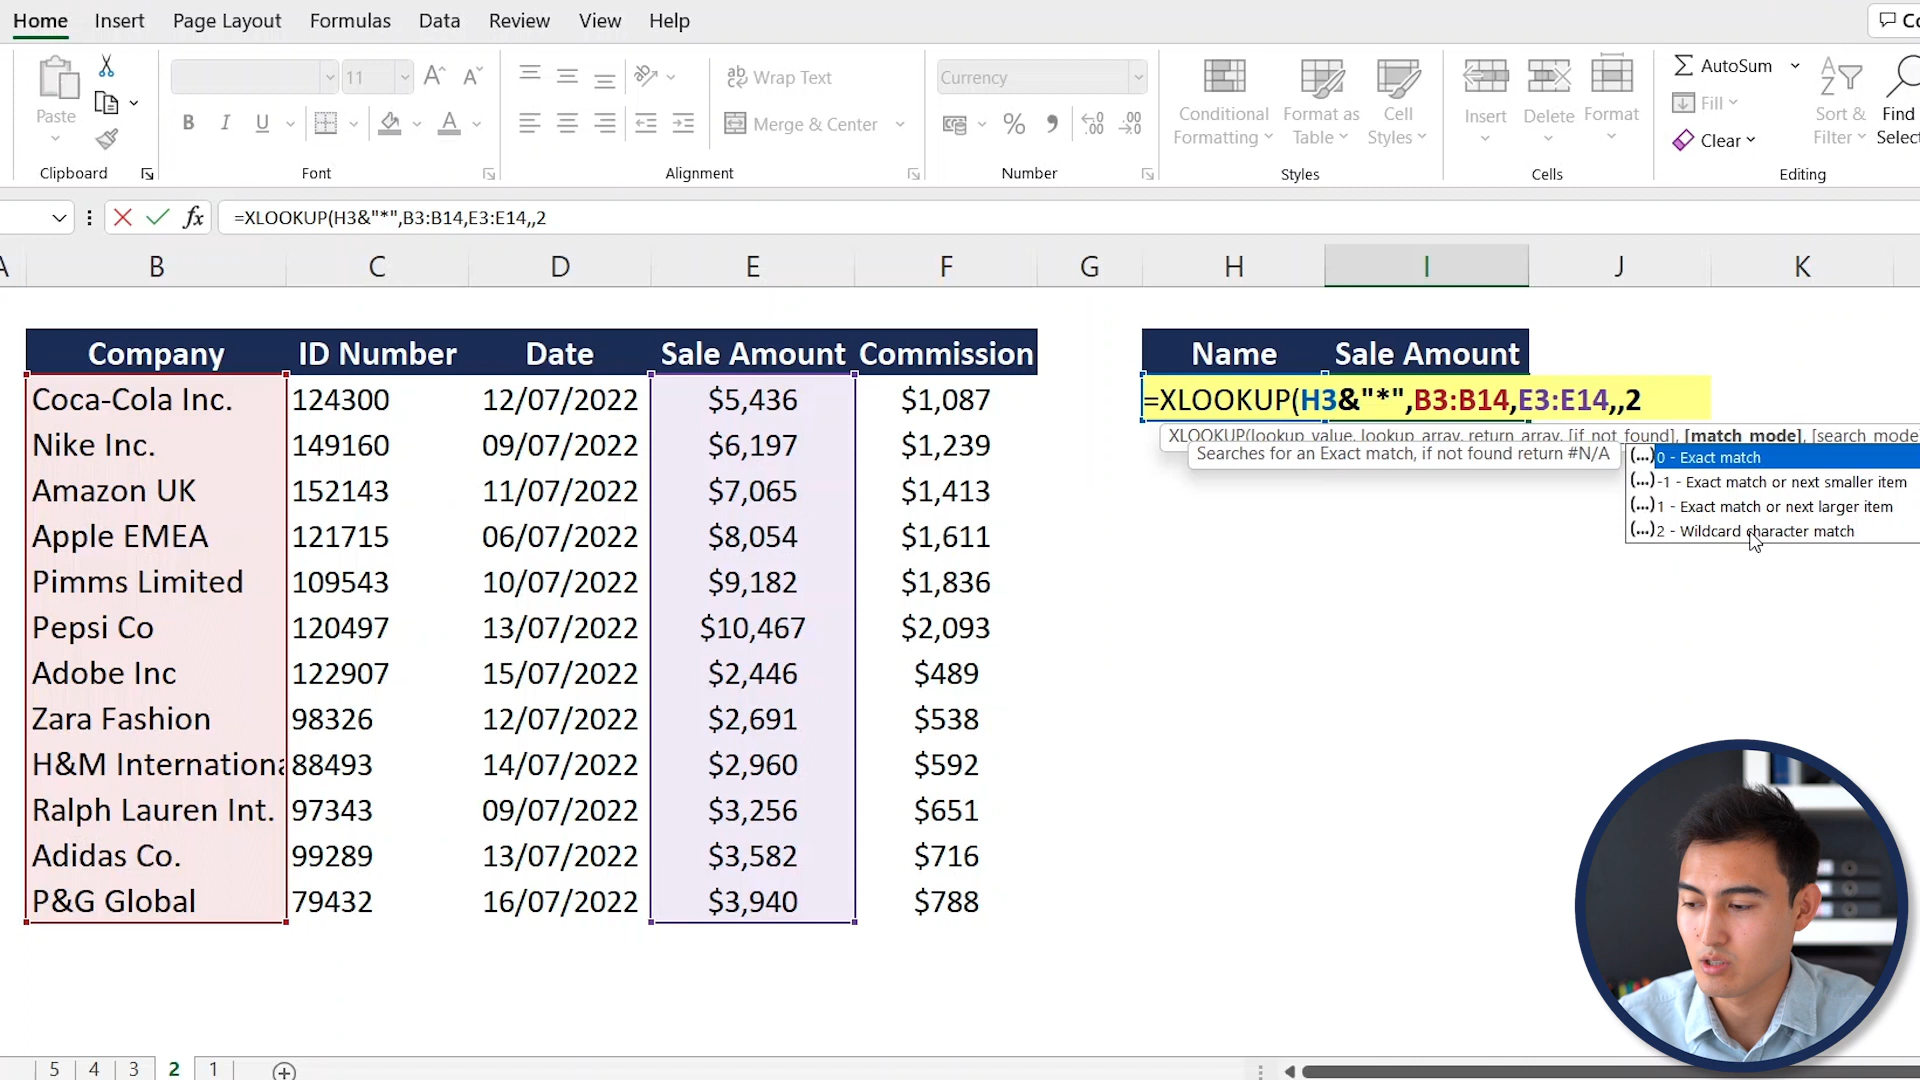 Home Insert Page Layout Formulas Data Review View Help
Paste
11
Wrap Text
Merge & Center
Currency
Conditional Formatting
Format as Table
Cell Styles
Insert
Delete
Format
AutoSum
Fill
Clear
Sort & Filter
Find
Clipboard Font Alignment Number Styles Cells Editing
=XLOOKUP(H3&"*",B3:B14,E3:E14,,2
A B C D E F G H I J K
Company ID Number Date Sale Amount Commission Name Sale Amount
Coca-Cola Inc. 124300 12/07/2022 $5,436 $1,087 =XLOOKUP(H3&"*",B3:B14,E3:E14,,2
XLOOKUP(lookup_value, lookup_array, return_array, [if_not_found], [match_mode], [search_mode
Nike Inc. 149160 09/07/2022 $6,197 $1,239
Searches for an Exact match, if not found return #N/A
(...)0 - Exact match
(...)-1 - Exact match or next smaller item
(...)1 - Exact match or next larger item
(...)2 - Wildcard character match
Amazon UK 152143 11/07/2022 $7,065 $1,413
Apple EMEA 121715 06/07/2022 $8,054 $1,611
Pimms Limited 109543 10/07/2022 $9,182 $1,836
Pepsi Co 120497 13/07/2022 $10,467 $2,093
Adobe Inc 122907 15/07/2022 $2,446 $489
Zara Fashion 98326 12/07/2022 $2,691 $538
H&M Internationa 88493 14/07/2022 $2,960 $592
Ralph Lauren Int. 97343 09/07/2022 $3,256 $651
Adidas Co. 99289 13/07/2022 $3,582 $716
P&G Global 79432 16/07/2022 $3,940 $788
5 4 3 2 1